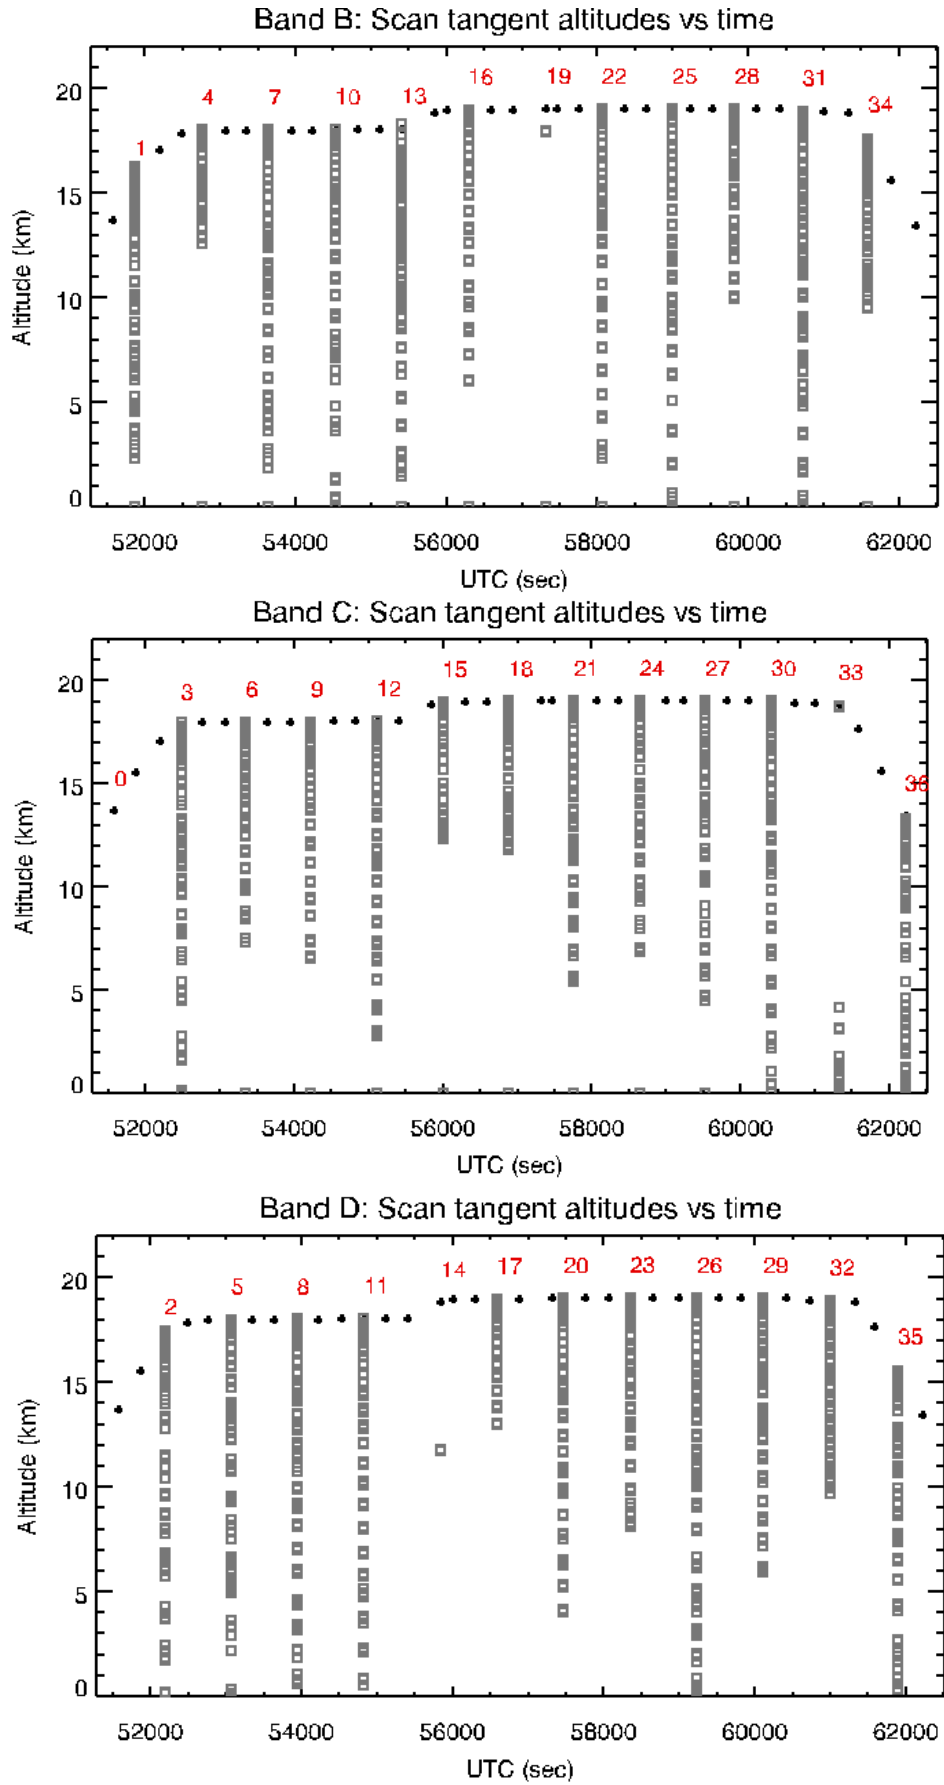 Band B: Scan tangent altitudes vs time
1 4 7 10 13 16 19 22 25 28 31 34
20
15
10
5
0
Altitude (km)
52000 54000 56000 58000 60000 62000
UTC (sec)
Band C: Scan tangent altitudes vs time
0 3 6 9 12 15 18 21 24 27 30 33 36
20
15
10
5
0
Altitude (km)
52000 54000 56000 58000 60000 62000
UTC (sec)
Band D: Scan tangent altitudes vs time
2 5 8 11 14 17 20 23 26 29 32 35
20
15
10
5
0
Altitude (km)
52000 54000 56000 58000 60000 62000
UTC (sec)